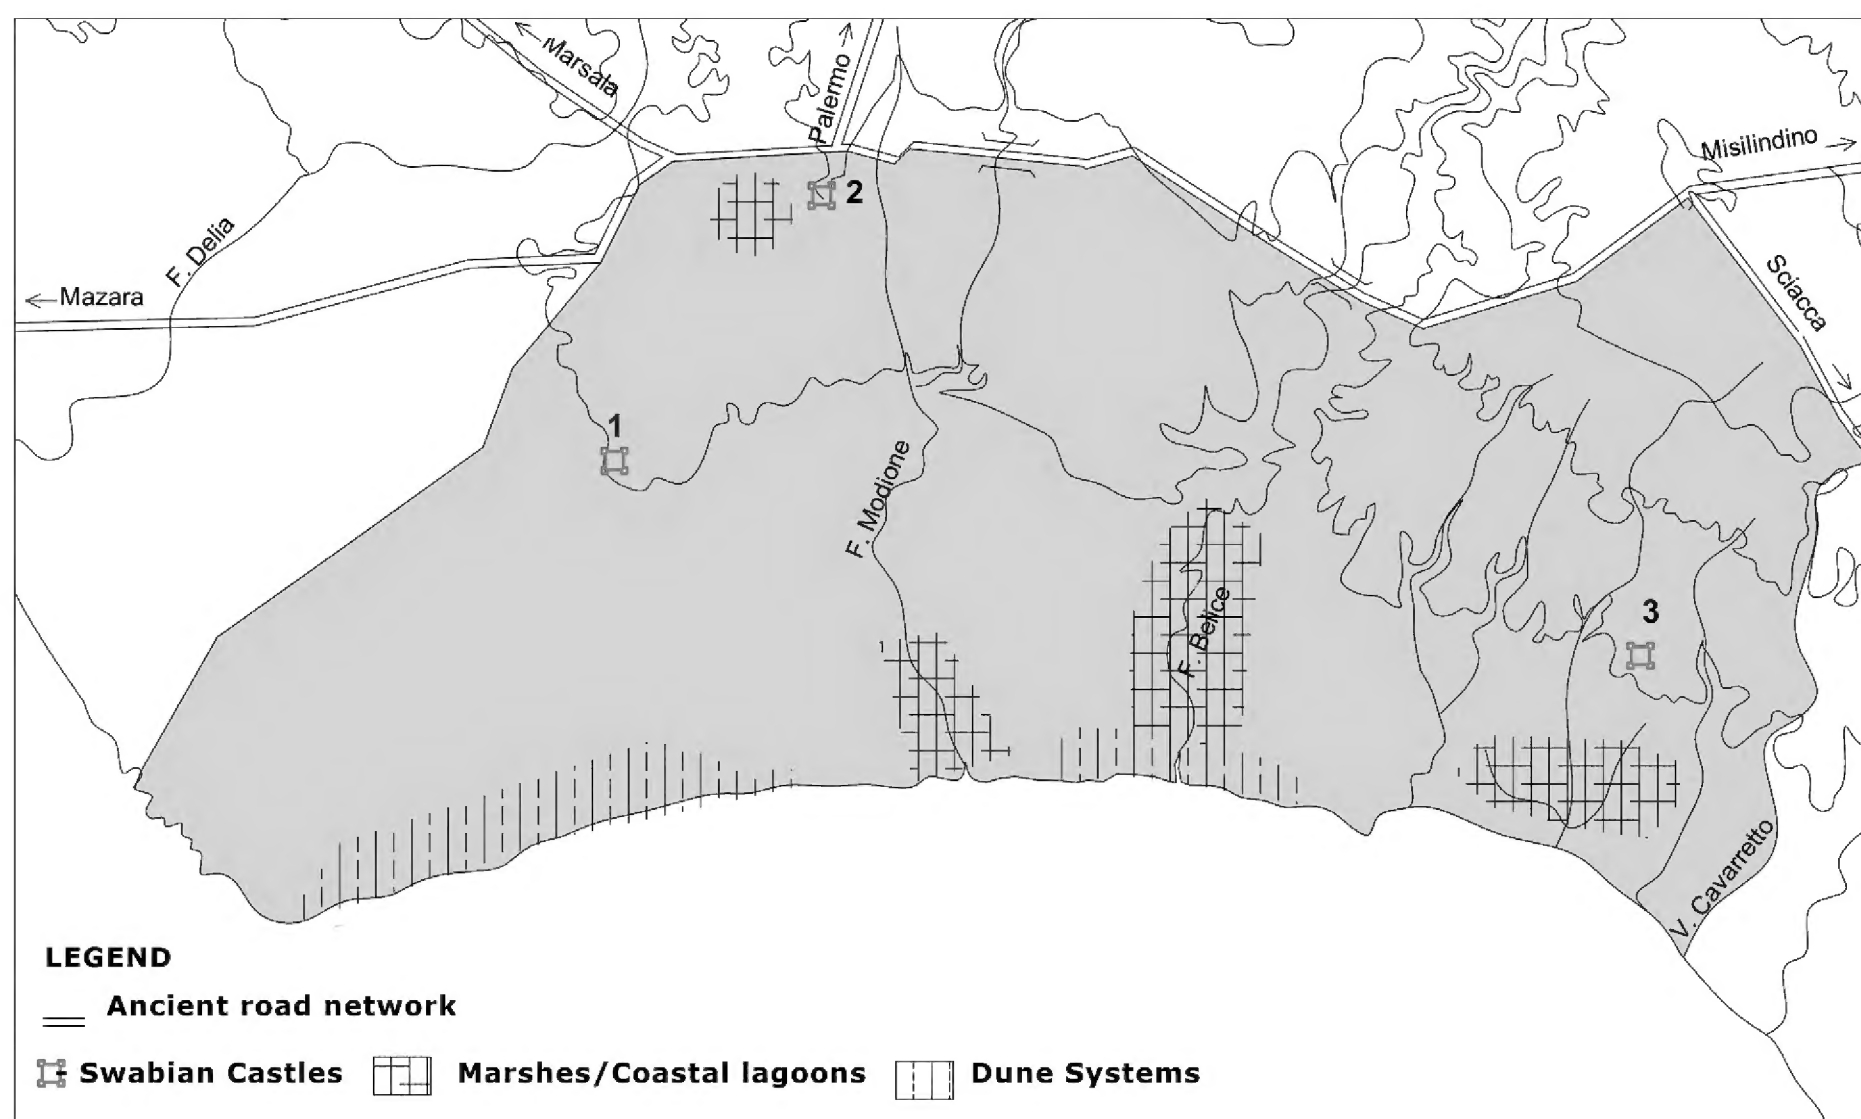 Marsala
Palermo
Misilindino
F. Delia
2
Mazara
Sciacca
1
F. Modione
F. Belice
3
V. Cavarretto
LEGEND
Ancient road network
Swabian Castles
Marshes/Coastal lagoons
Dune Systems